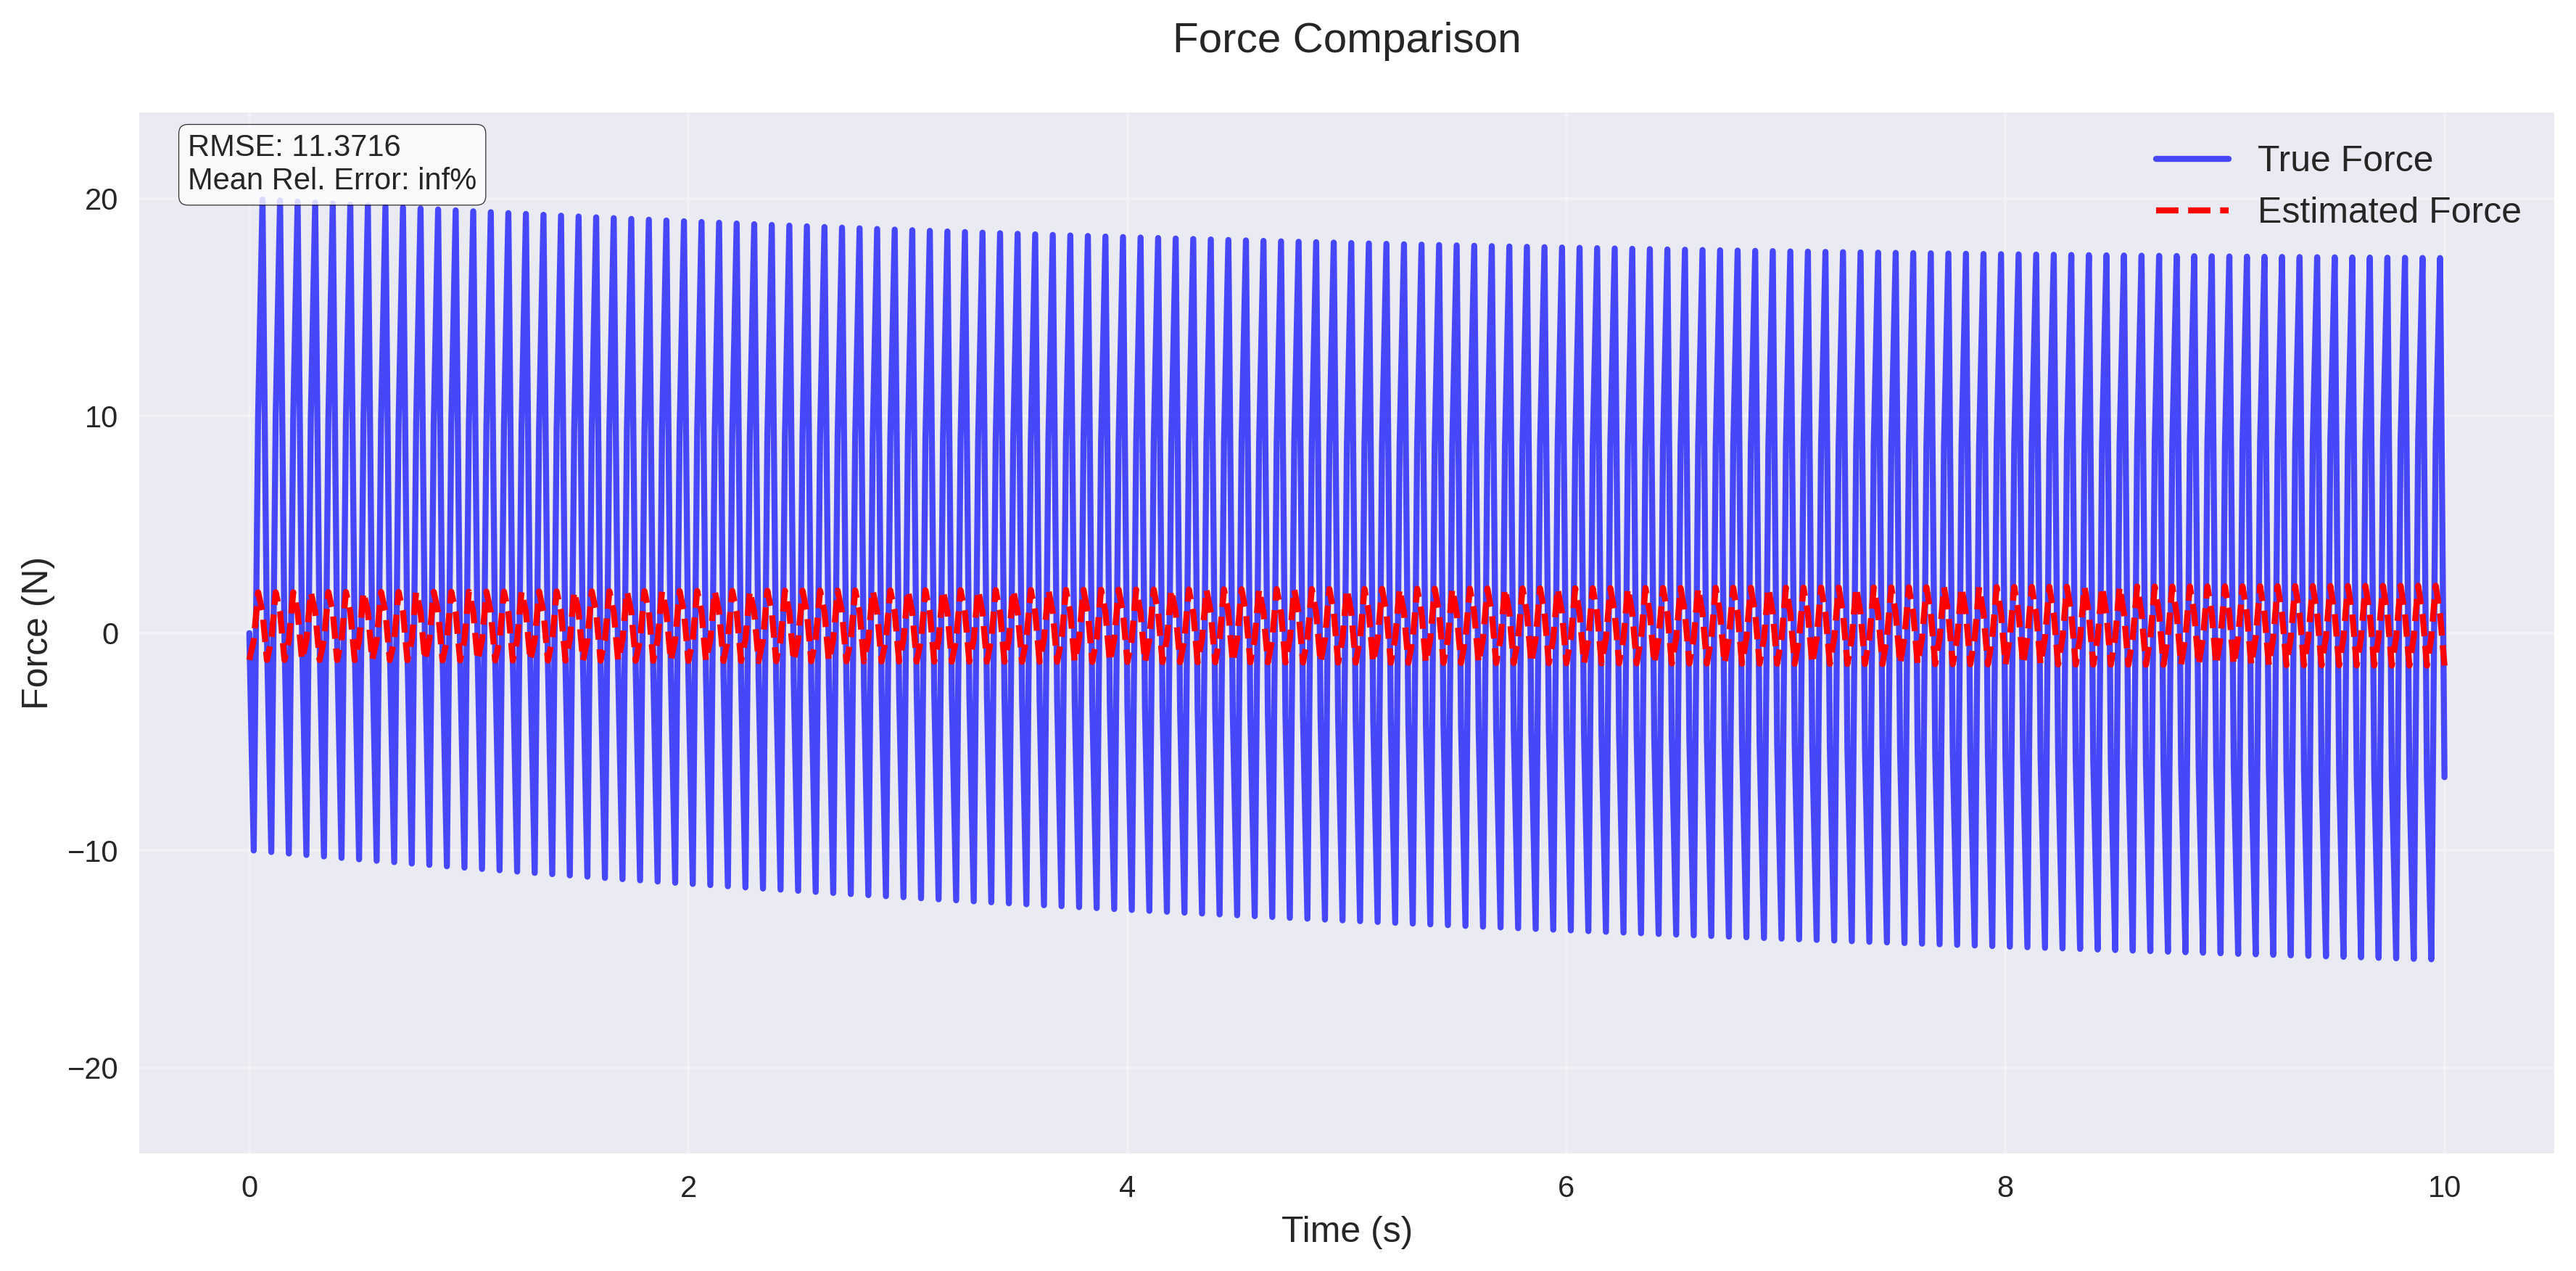 Force Comparison
RMSE: 11.3716
Mean Rel. Error: inf%
True Force
Estimated Force
20
10
0
−10
−20
Force (N)
0
2
4
6
8
10
Time (s)